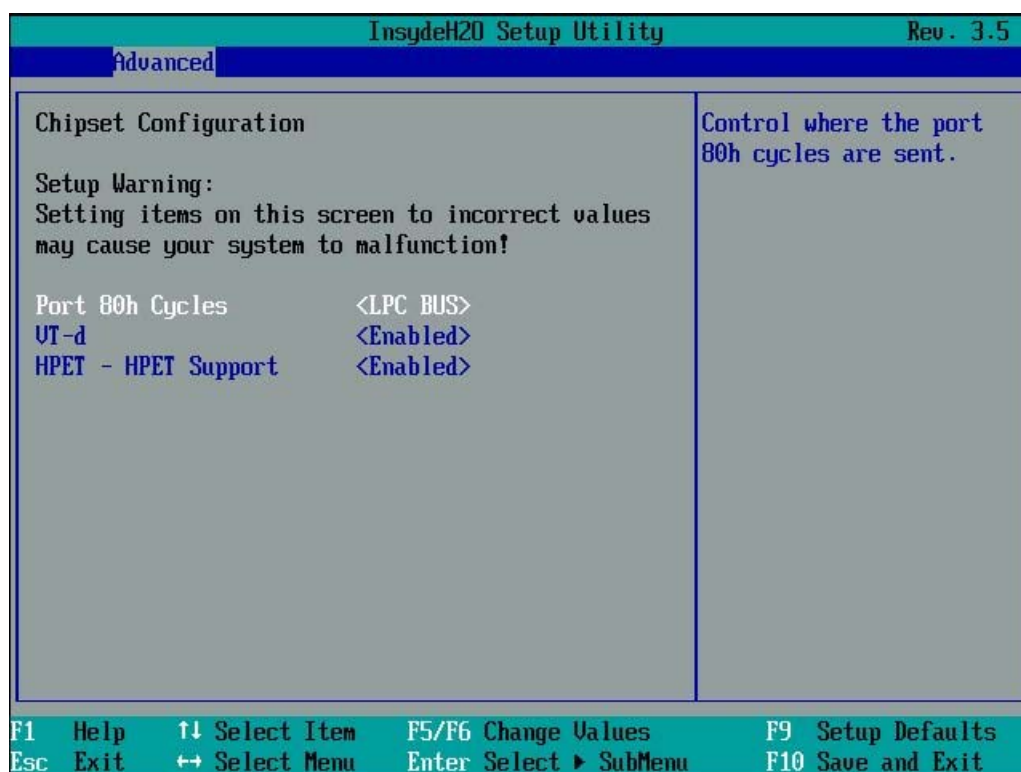 InsydeH2O Setup Utility Rev. 3.5
Advanced
Chipset Configuration
Setup Warning:
Setting items on this screen to incorrect values
may cause your system to malfunction!
Port 80h Cycles <LPC BUS>
VT-d <Enabled>
HPET - HPET Support <Enabled>
Control where the port
80h cycles are sent.
F1 Help ↑↓ Select Item F5/F6 Change Values F9 Setup Defaults
Esc Exit ↔ Select Menu Enter Select ▶ SubMenu F10 Save and Exit